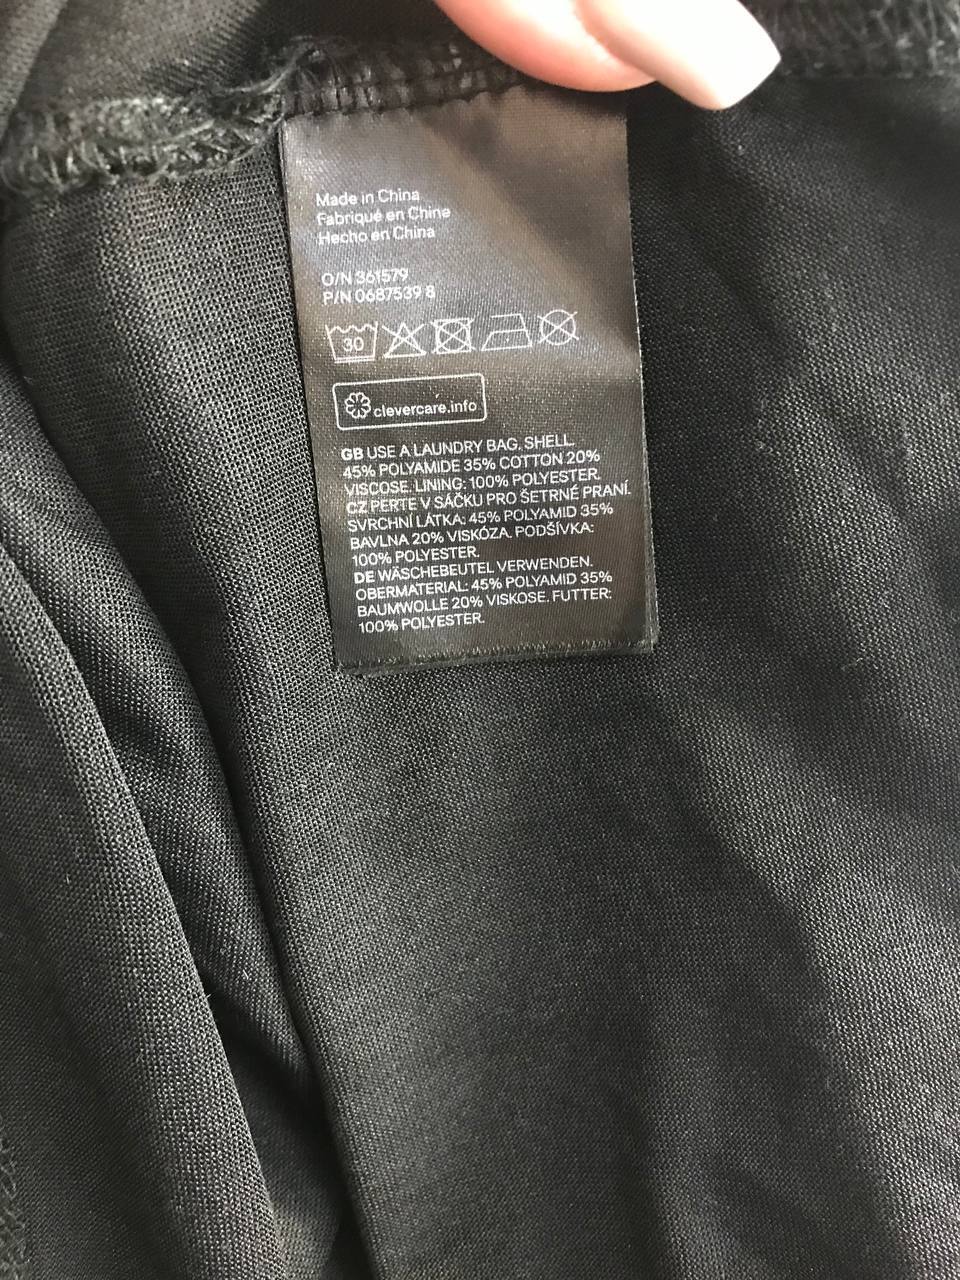 Made in China
Fabriqué en Chine
Hecho en China
O/N 361579
P/N 0687539 8
30
clevercare.info
GB USE A LAUNDRY BAG. SHELL.
45% POLYAMIDE 35% COTTON 20%
VISCOSE. LINING: 100% POLYESTER.
CZ PERTE V SÁČKU PRO ŠETRNÉ PRANÍ.
SVRCHNÍ LÁTKA: 45% POLYAMID 35%
BAVLNA 20% VISKÓZA. PODŠÍVKA:
100% POLYESTER.
DE WÄSCHEBEUTEL VERWENDEN.
OBERMATERIAL: 45% POLYAMID 35%
BAUMWOLLE 20% VISKOSE. FUTTER:
100% POLYESTER.